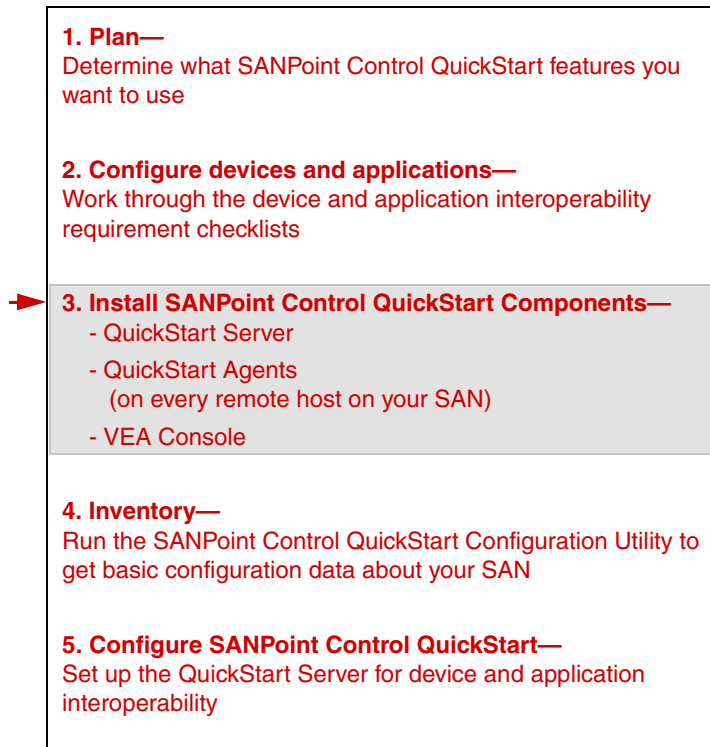 1. Plan—
Determine what SANPoint Control QuickStart features you
want to use
2. Configure devices and applications—
Work through the device and application interoperability
requirement checklists
3. Install SANPoint Control QuickStart Components—
- QuickStart Server
- QuickStart Agents
(on every remote host on your SAN)
- VEA Console
4. Inventory—
Run the SANPoint Control QuickStart Configuration Utility to
get basic configuration data about your SAN
5. Configure SANPoint Control QuickStart—
Set up the QuickStart Server for device and application
interoperability